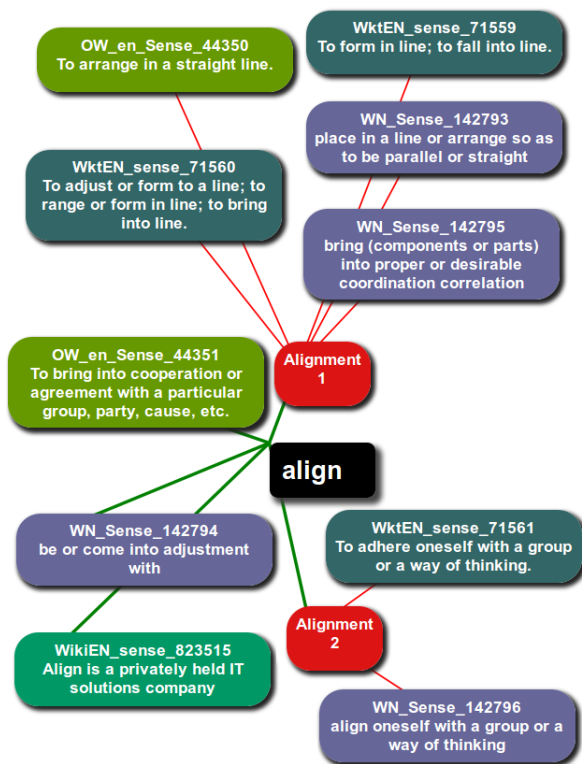 OW_en_Sense_44350
To arrange in a straight line.
WktEN_sense_71559
To form in line; to fall into line.
WktEN_sense_71560
To adjust or form to a line; to
range or form in line; to bring
into line.
WN_Sense_142793
place in a line or arrange so as
to be parallel or straight
WN_Sense_142795
bring (components or parts)
into proper or desirable
coordination correlation
OW_en_Sense_44351
To bring into cooperation or
agreement with a particular
group, party, cause, etc.
Alignment
1
align
WN_Sense_142794
be or come into adjustment
with
WktEN_sense_71561
To adhere oneself with a group
or a way of thinking.
Alignment
2
WikiEN_sense_823515
Align is a privately held IT
solutions company
WN_Sense_142796
align oneself with a group or a
way of thinking